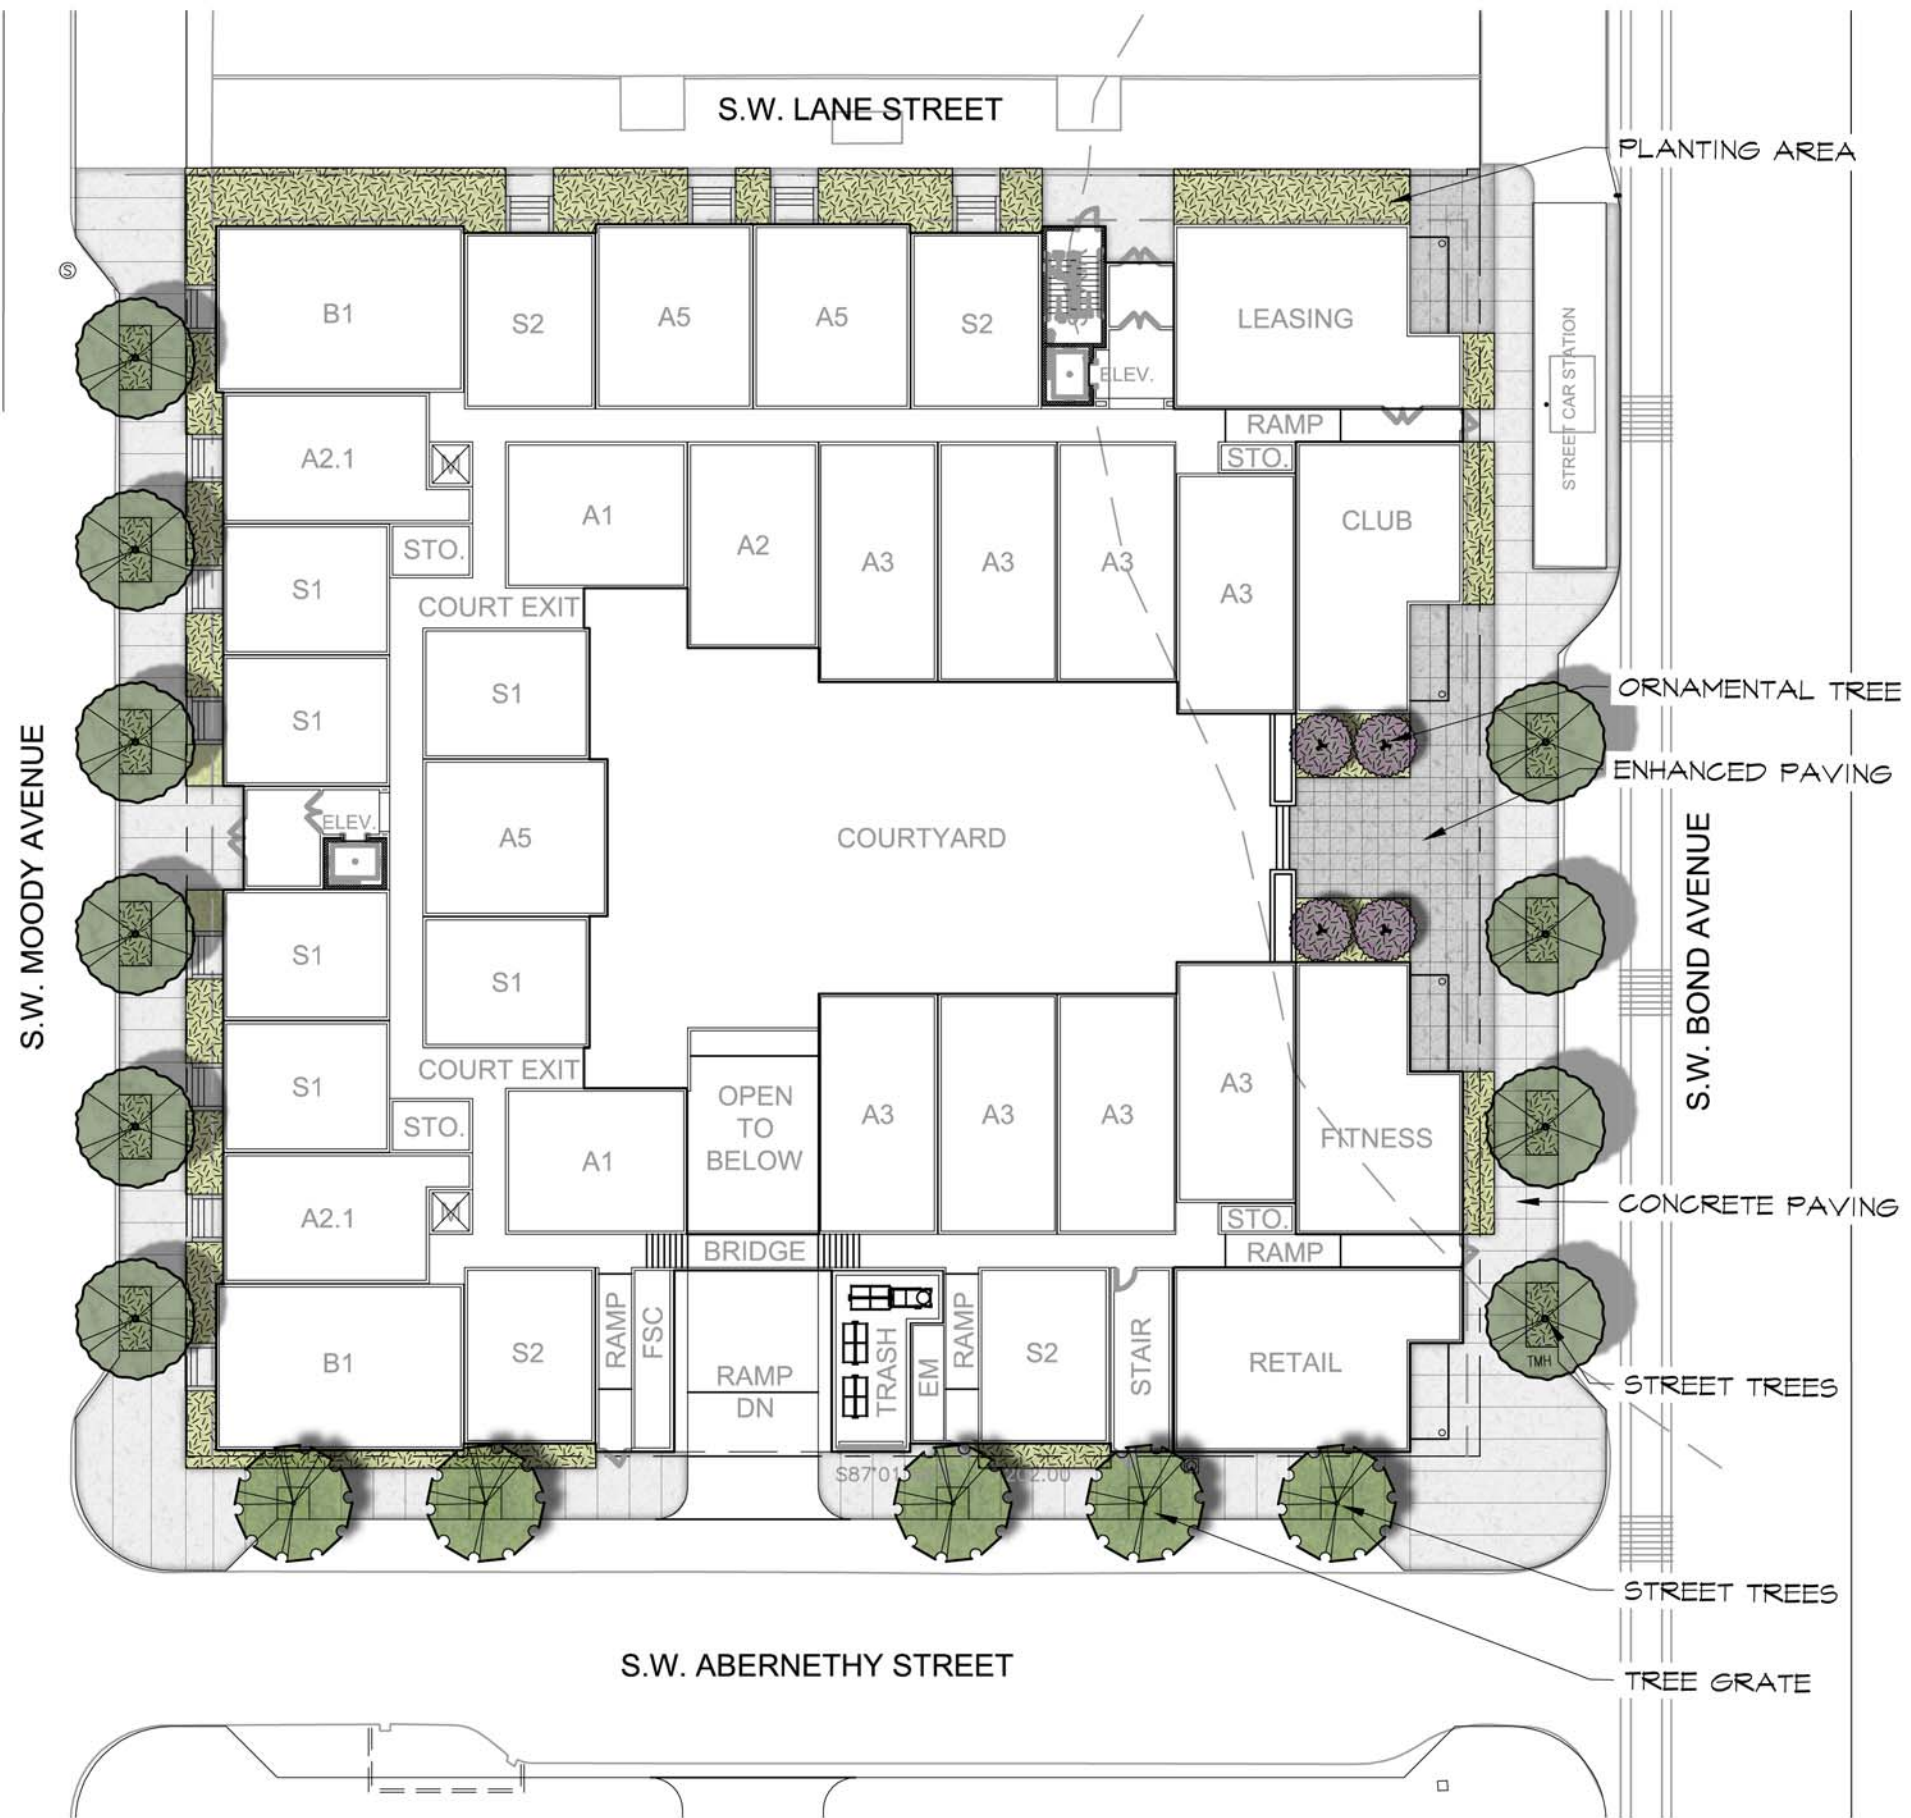 S.W. LANE STREET
PLANTING AREA
S
B1
S2
A5
A5
S2
LEASING
ELEV.
STREET CAR STATION
RAMP
A2.1
M
STO.
A1
A2
A3
A3
A3
A3
CLUB
STO.
S1
COURT EXIT
S1
S1
ORNAMENTAL TREE
S.W. MOODY AVENUE
ELEV.
A5
COURTYARD
ENHANCED PAVING
S.W. BOND AVENUE
S1
S1
S1
COURT EXIT
STO.
A1
OPEN
TO
BELOW
A3
A3
A3
A3
FITNESS
A2.1
M
STO.
CONCRETE PAVING
BRIDGE
RAMP
B1
S2
RAMP
FSC
RAMP
DN
TRASH
EM
RAMP
S2
STAIR
RETAIL
TMH
STREET TREES
STREET TREES
S.W. ABERNETHY STREET
TREE GRATE